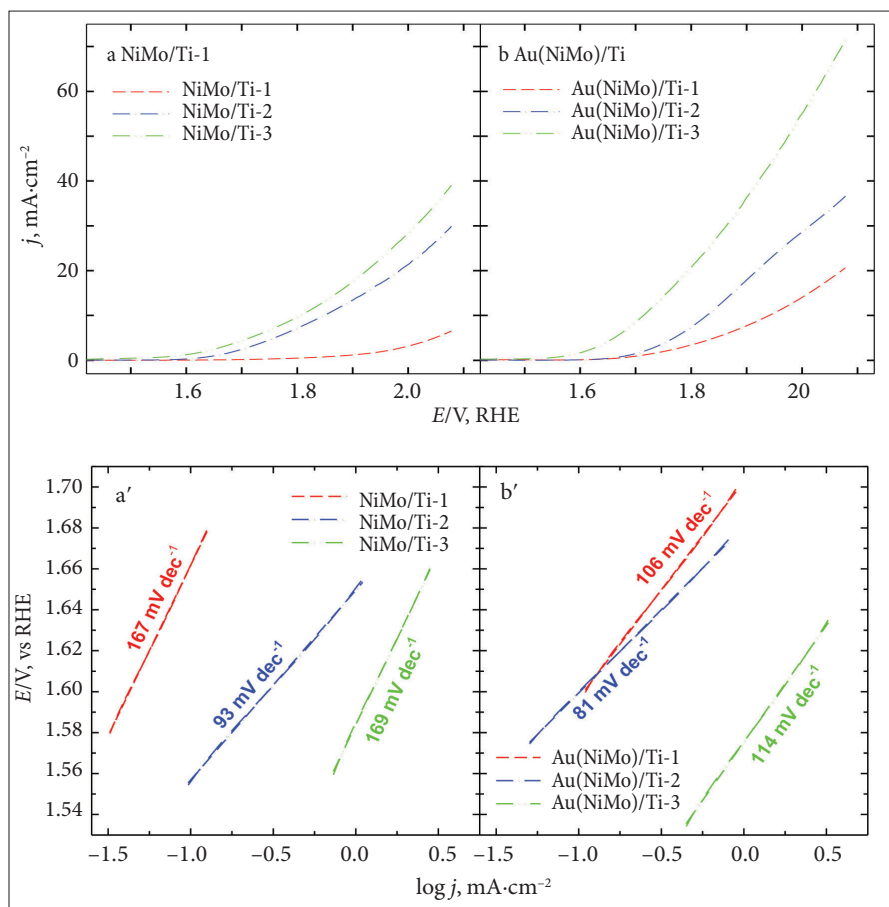 a NiMo/Ti-1
NiMo/Ti-1
NiMo/Ti-2
NiMo/Ti-3
b Au(NiMo)/Ti
Au(NiMo)/Ti-1
Au(NiMo)/Ti-2
Au(NiMo)/Ti-3
j, mA·cm⁻²
60
40
20
0
1.6 1.8 2.0
1.6 1.8 20
E/V, RHE
a′
NiMo/Ti-1
NiMo/Ti-2
NiMo/Ti-3
167 mV dec⁻¹
93 mV dec⁻¹
169 mV dec⁻¹
b′
106 mV dec⁻¹
81 mV dec⁻¹
114 mV dec⁻¹
Au(NiMo)/Ti-1
Au(NiMo)/Ti-2
Au(NiMo)/Ti-3
E/V, vs RHE
1.70
1.68
1.66
1.64
1.62
1.60
1.58
1.56
1.54
−1.5 −1.0 −0.5 0.0 0.5
−1.5 −1.0 −0.5 0.0 0.5
log j, mA·cm⁻²